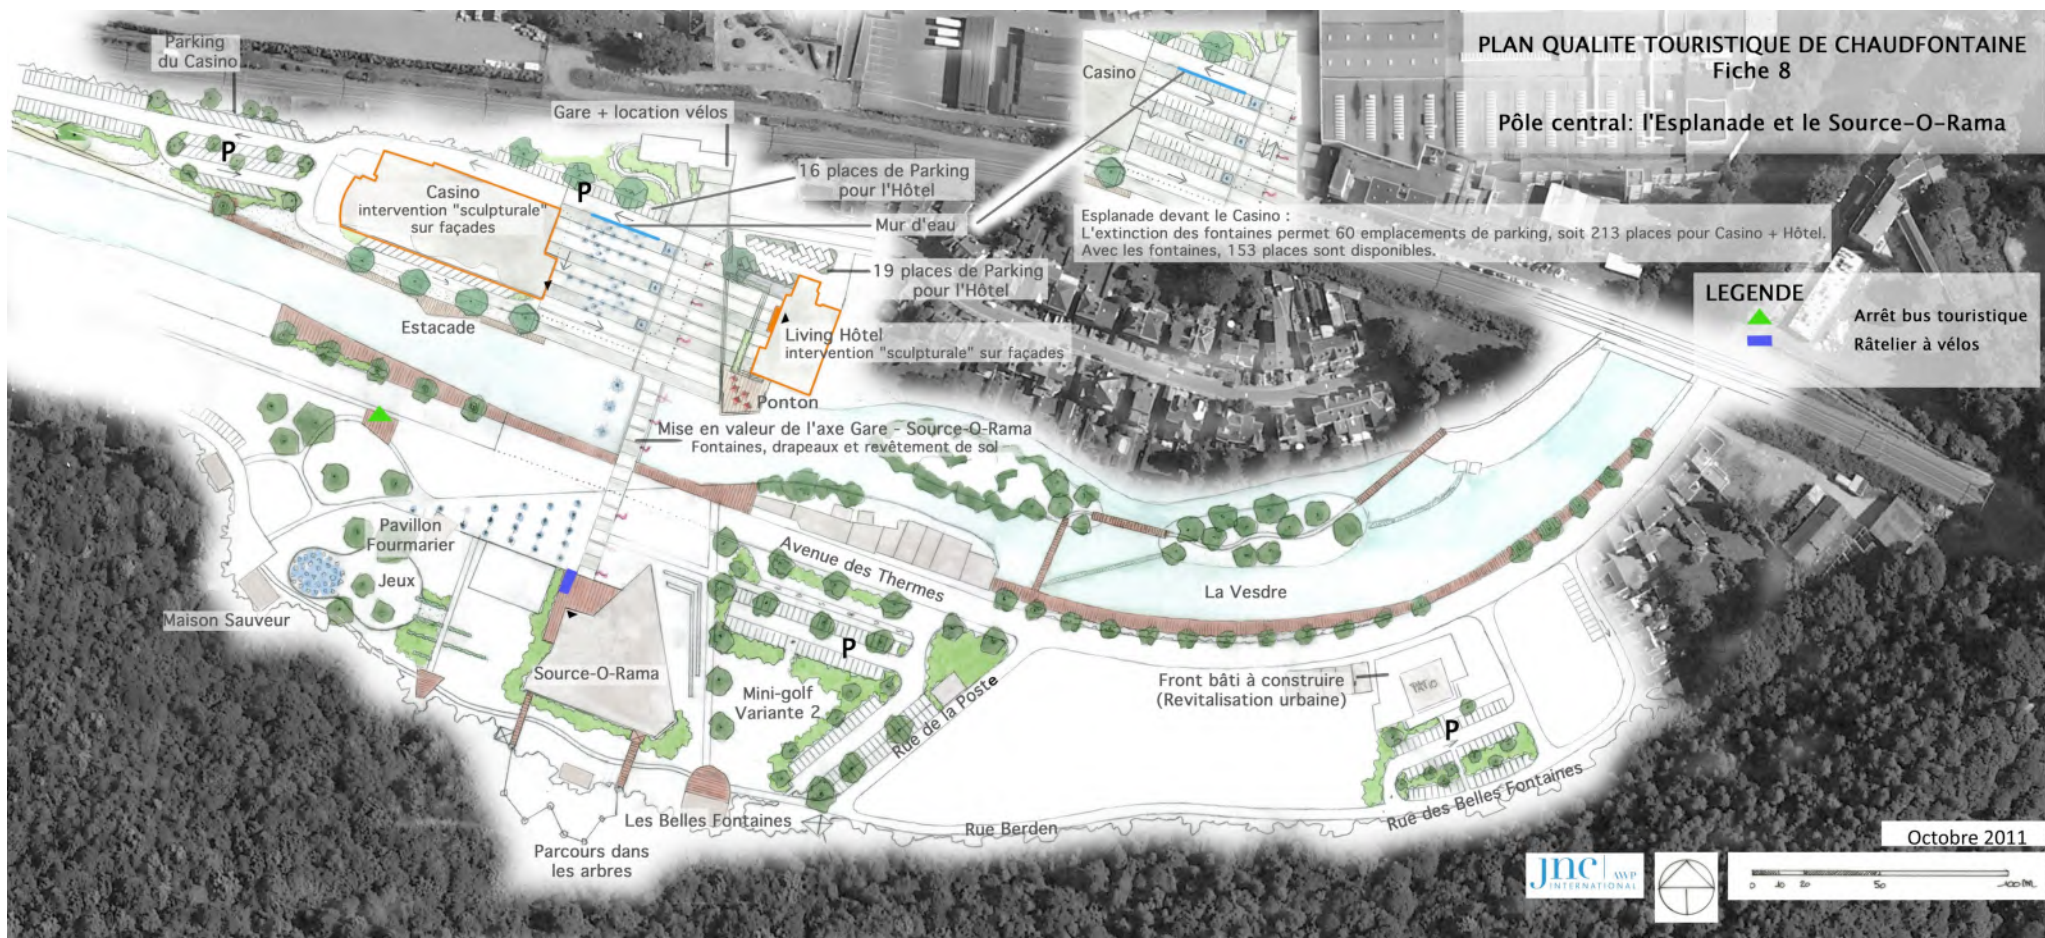 PLAN QUALITE TOURISTIQUE DE CHAUDFONTAINE
Fiche 8
Pôle central: l'Esplanade et le Source-O-Rama
Parking
du Casino
P
Gare + location vélos
Casino
16 places de Parking
pour l'Hôtel
P
Casino
intervention "sculpturale"
sur façades
Mur d'eau
Esplanade devant le Casino :
L'extinction des fontaines permet 60 emplacements de parking, soit 213 places pour Casino + Hôtel.
Avec les fontaines, 153 places sont disponibles.
19 places de Parking
pour l'Hôtel
LEGENDE
Arrêt bus touristique
Râtelier à vélos
Estacade
Living Hôtel
intervention "sculpturale" sur façades
Ponton
Mise en valeur de l'axe Gare - Source-O-Rama
Fontaines, drapeaux et revêtement de sol
Pavillon
Fourmarier
Jeux
Maison Sauveur
Avenue des Thermes
La Vesdre
P
Source-O-Rama
Mini-golf
Variante 2
Rue de la Poste
Front bâti à construire
(Revitalisation urbaine)
PATIO
P
Rue des Belles Fontaines
Les Belles Fontaines
Rue Berden
Parcours dans
les arbres
Octobre 2011
jnc AWP
INTERNATIONAL
0 10 20 50 100 m